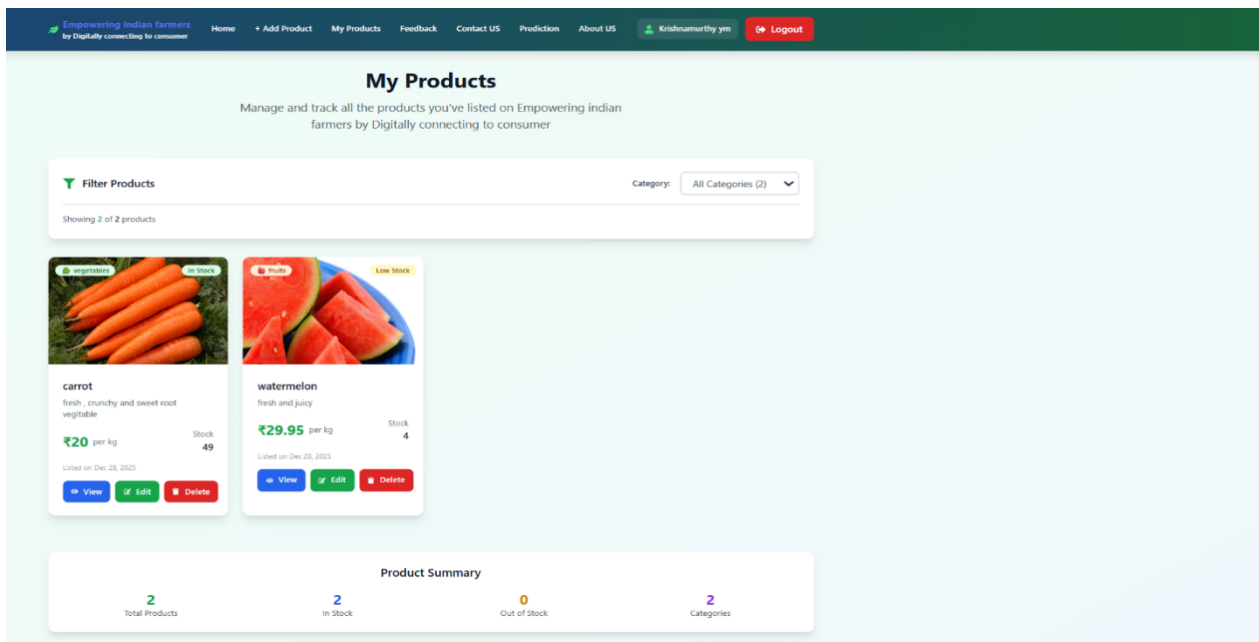 Empowering indian farmers
by Digitally connecting to consumer
Home + Add Product My Products Feedback Contact US Prediction About US Krishnamurthy ym Logout
My Products
Manage and track all the products you've listed on Empowering indian
farmers by Digitally connecting to consumer
Filter Products
Category: All Categories (2)
Showing 2 of 2 products
vegetables In Stock
carrot
fresh , crunchy and sweet root
vegitable
₹20 per kg
Stock
49
Listed on Dec 28, 2025
View Edit Delete
fruits Low Stock
watermelon
fresh and juicy
₹29.95 per kg
Stock
4
Listed on Dec 28, 2025
View Edit Delete
Product Summary
2 2 0 2
Total Products In Stock Out of Stock Categories